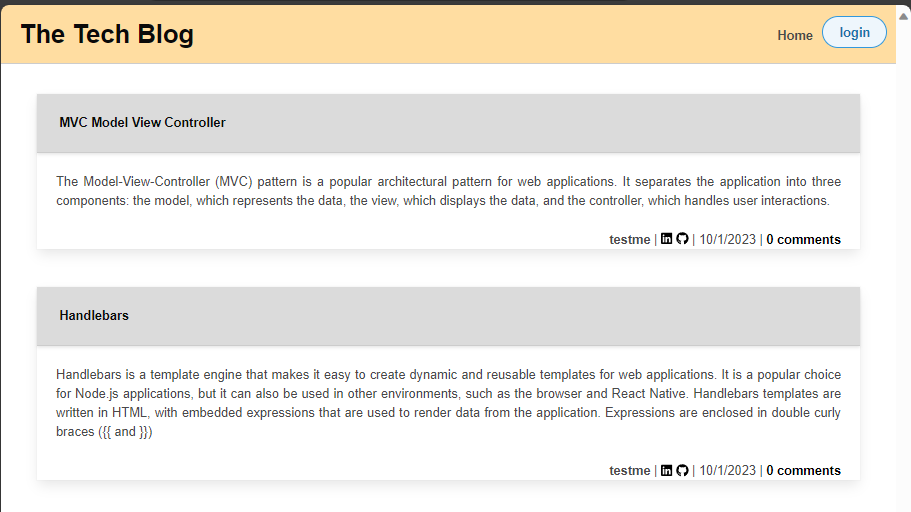 The Tech Blog
Home login
MVC Model View Controller
The Model-View-Controller (MVC) pattern is a popular architectural pattern for web applications. It separates the application into three
components: the model, which represents the data, the view, which displays the data, and the controller, which handles user interactions.
testme | in | 10/1/2023 | 0 comments
Handlebars
Handlebars is a template engine that makes it easy to create dynamic and reusable templates for web applications. It is a popular choice
for Node.js applications, but it can also be used in other environments, such as the browser and React Native. Handlebars templates are
written in HTML, with embedded expressions that are used to render data from the application. Expressions are enclosed in double curly
braces ({{ and }})
testme | in | 10/1/2023 | 0 comments